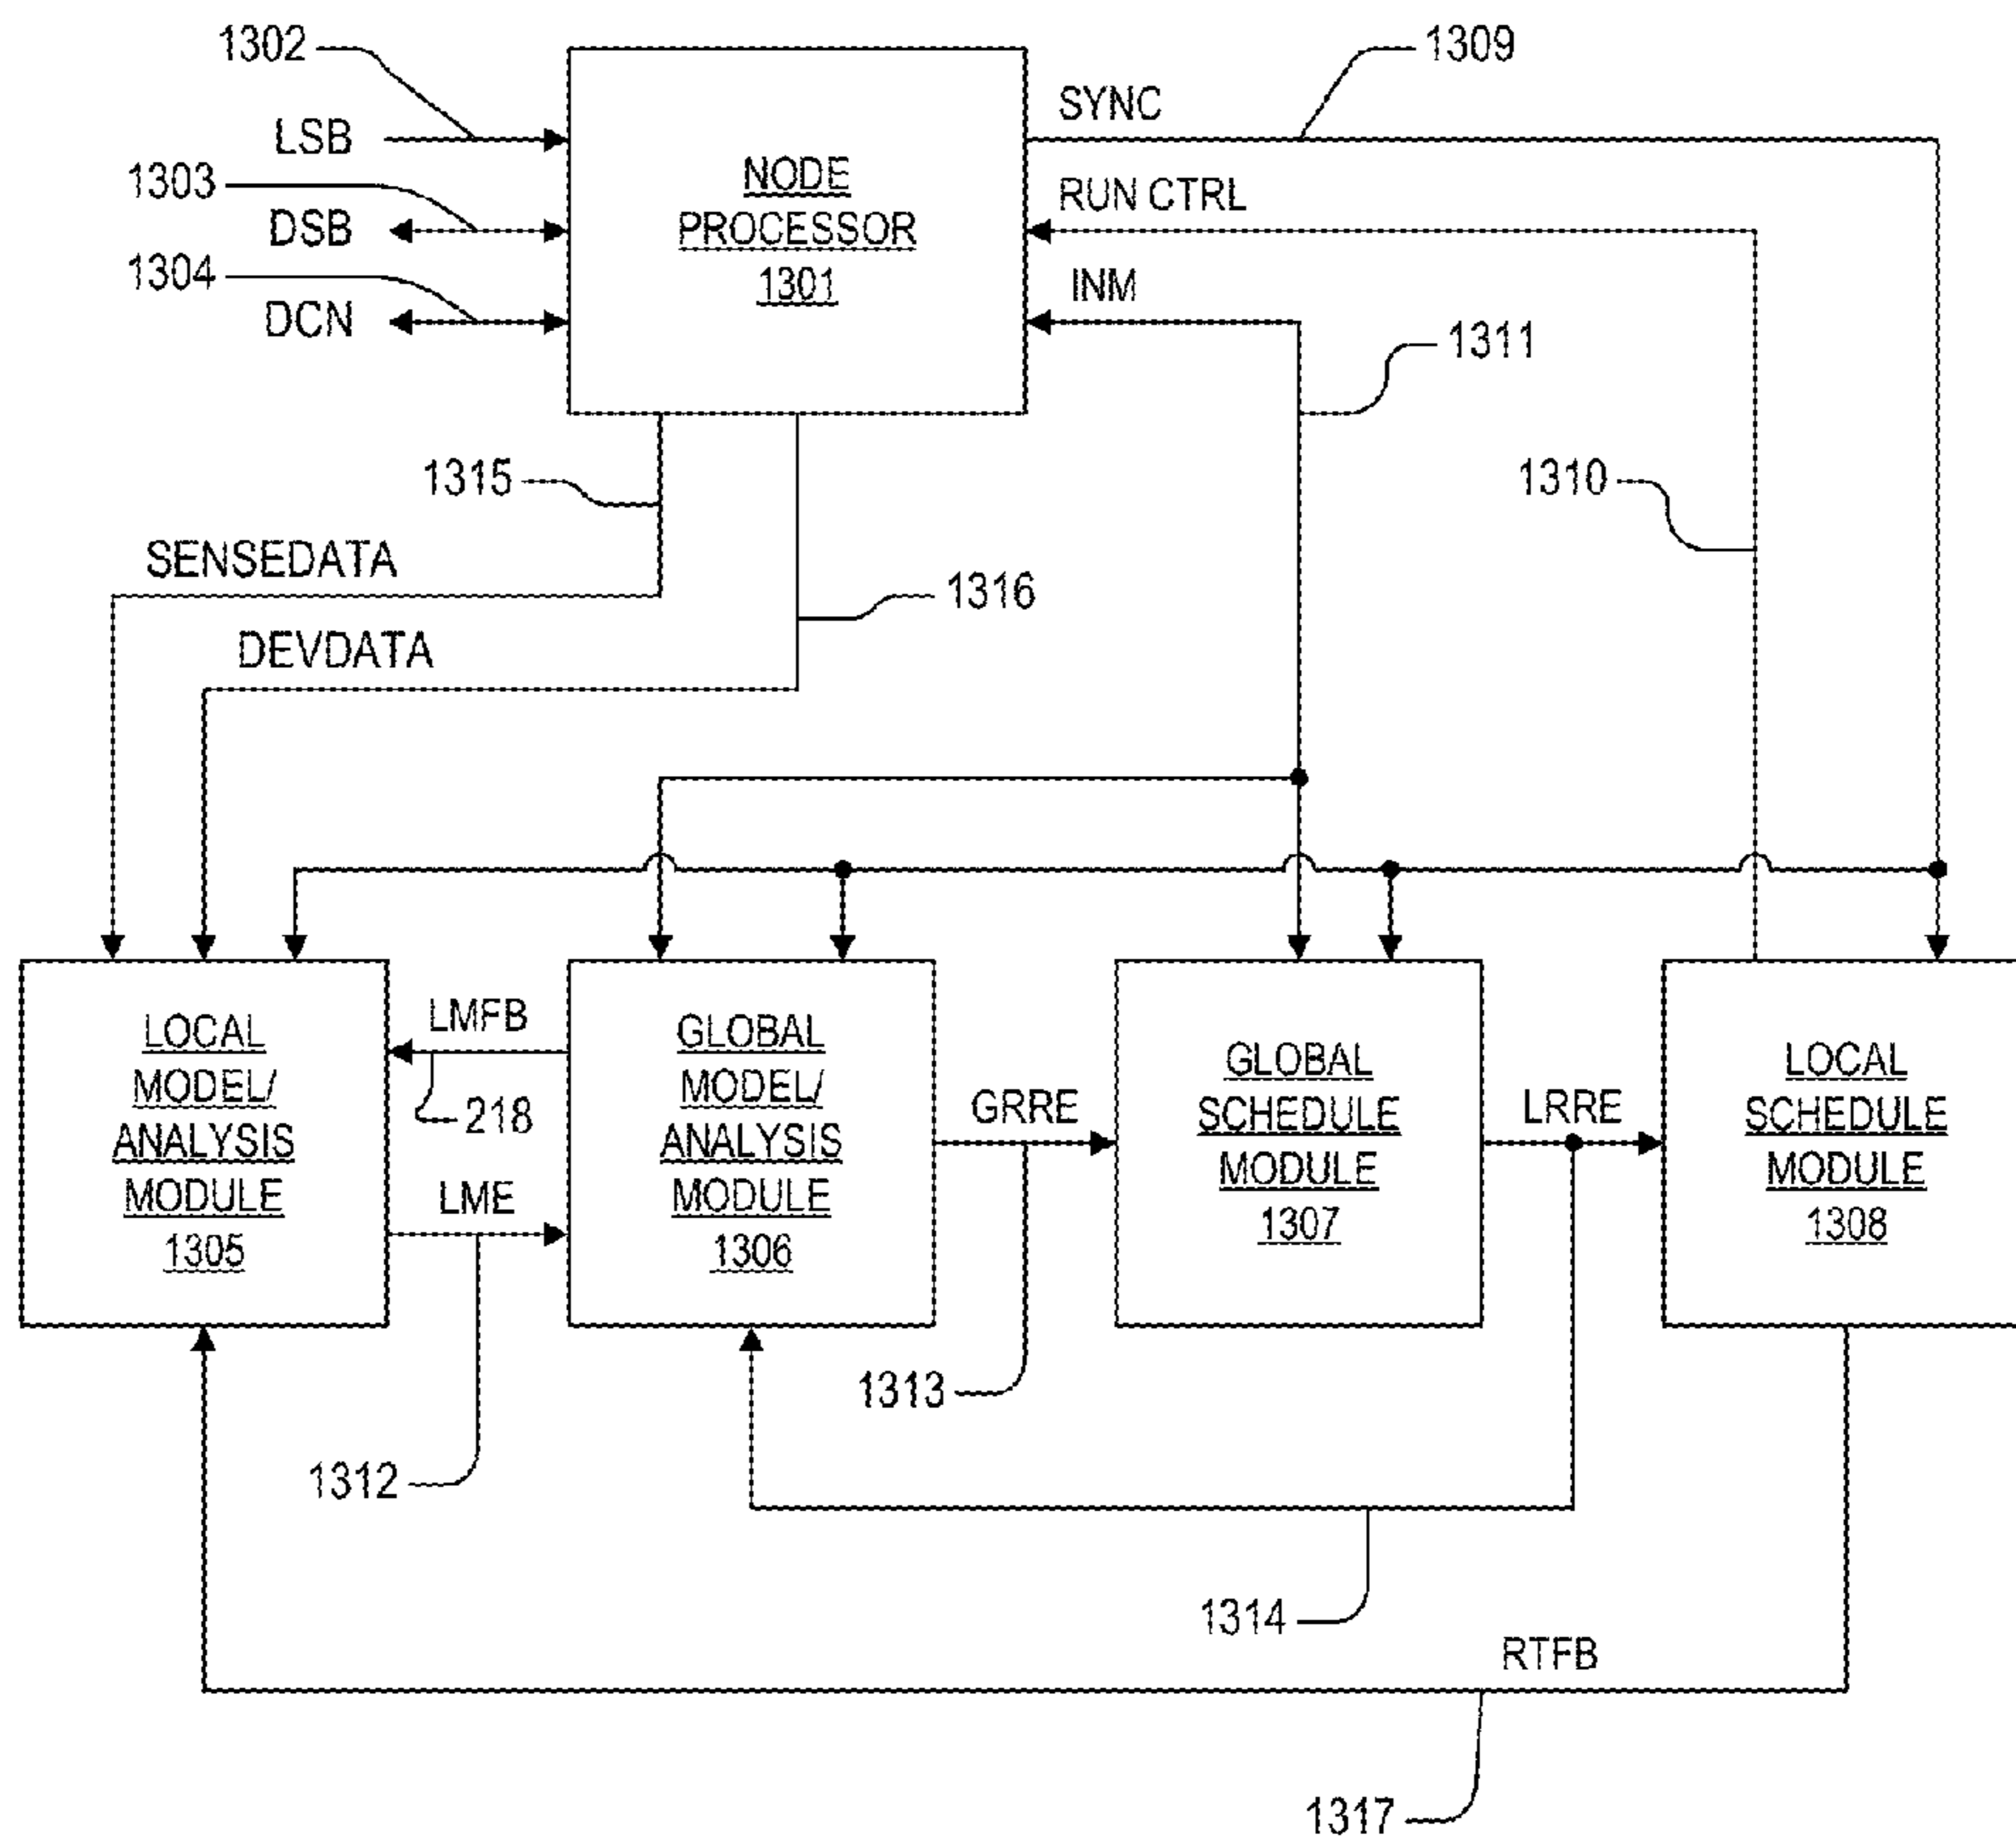 1302
1309
SYNC
LSB
NODE
PROCESSOR
1301
1303
RUN CTRL
DSB
1304
INM
DCN
1311
1315
1310
SENSEDATA
1316
DEVDATA
LOCAL
MODEL/
ANALYSIS
MODULE
1305
LMFB
218
LME
GLOBAL
MODEL/
ANALYSIS
MODULE
1306
GRRE
GLOBAL
SCHEDULE
MODULE
1307
LRRE
LOCAL
SCHEDULE
MODULE
1308
1313
1312
1314
RTFB
1317